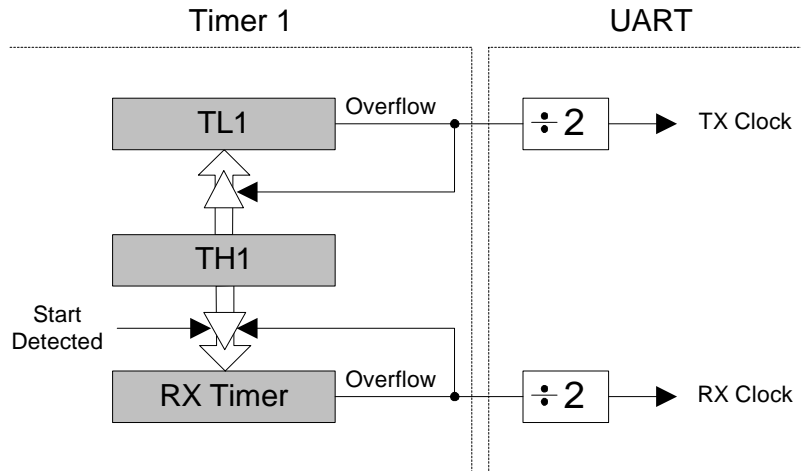 Timer 1
UART
TL1
Overflow
÷2
TX Clock
TH1
Start
Detected
RX Timer
Overflow
÷2
RX Clock